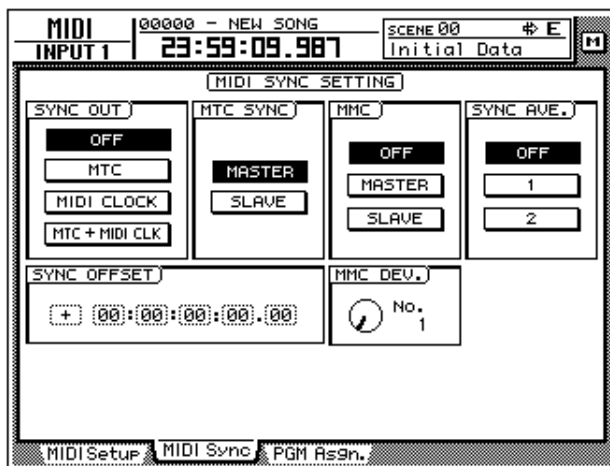 MIDI
INPUT 1
00000 - NEW SONG
23:59:09.987
SCENE 00
E
Initial Data
M
MIDI SYNC SETTING
SYNC OUT
OFF
MTC
MIDI CLOCK
MTC + MIDI CLK
MTC SYNC
MASTER
SLAVE
MMC
OFF
MASTER
SLAVE
SYNC AVE.
OFF
1
2
SYNC OFFSET
+ 00:00:00:00.00
MMC DEV.
No.
1
MIDI Setup
MIDI Sync
PGM Asgn.